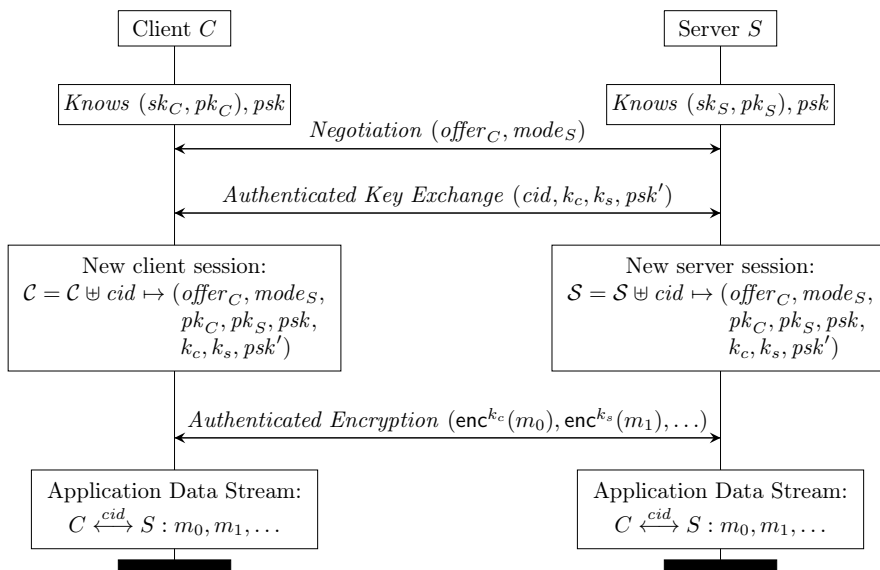 Client C
Server S
Knows (sk_C, pk_C), psk
Knows (sk_S, pk_S), psk
Negotiation (offer_C, mode_S)
Authenticated Key Exchange (cid, k_c, k_s, psk′)
New client session:
𝒞 = 𝒞 ⊎ cid ↦ (offer_C, mode_S,
pk_C, pk_S, psk,
k_c, k_s, psk′)
New server session:
𝒮 = 𝒮 ⊎ cid ↦ (offer_C, mode_S,
pk_C, pk_S, psk,
k_c, k_s, psk′)
Authenticated Encryption (enc^{k_c}(m_0), enc^{k_s}(m_1), . . .)
Application Data Stream:
C ⟷^{cid} S : m_0, m_1, . . .
Application Data Stream:
C ⟷^{cid} S : m_0, m_1, . . .